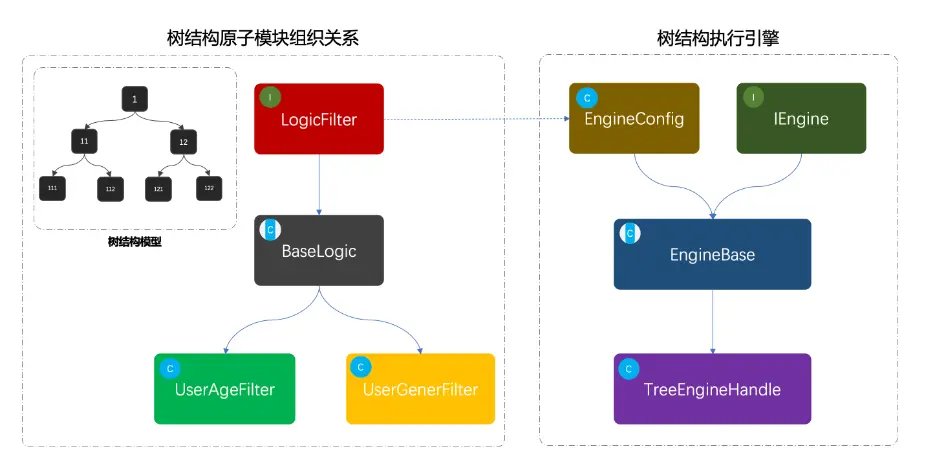 树结构原子模块组织关系
树结构执行引擎
1
11
12
111
112
121
122
树结构模型
I
LogicFilter
C
BaseLogic
C
UserAgeFilter
C
UserGenerFilter
C
EngineConfig
I
IEngine
C
EngineBase
C
TreeEngineHandle